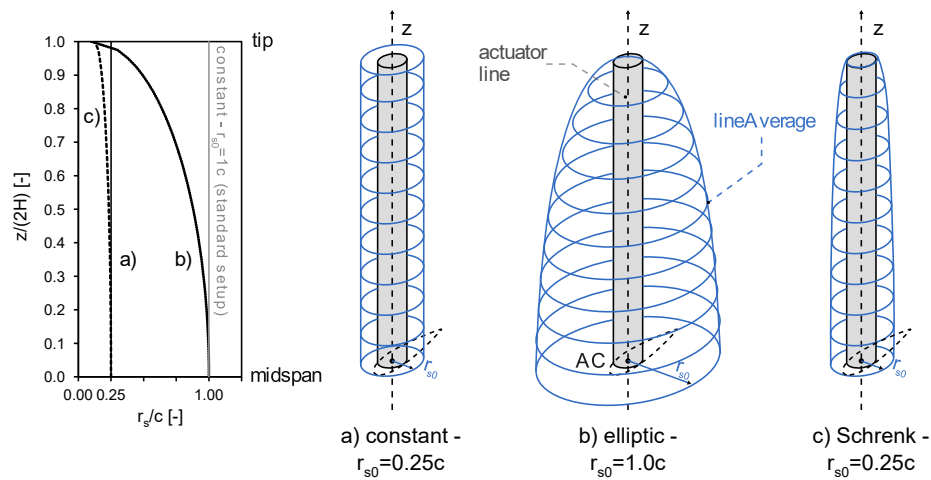 1.0
0.9
0.8
0.7
0.6
0.5
0.4
0.3
0.2
0.1
0.0
z/(2H) [-]
0.00 0.25 1.00
rs/c [-]
c)
a)
b)
constant - rs0=1c (standard setup)
tip
midspan
z
rs0
a) constant -
rs0=0.25c
actuator
line
z
lineAverage
AC
rs0
b) elliptic -
rs0=1.0c
z
rs0
c) Schrenk -
rs0=0.25c